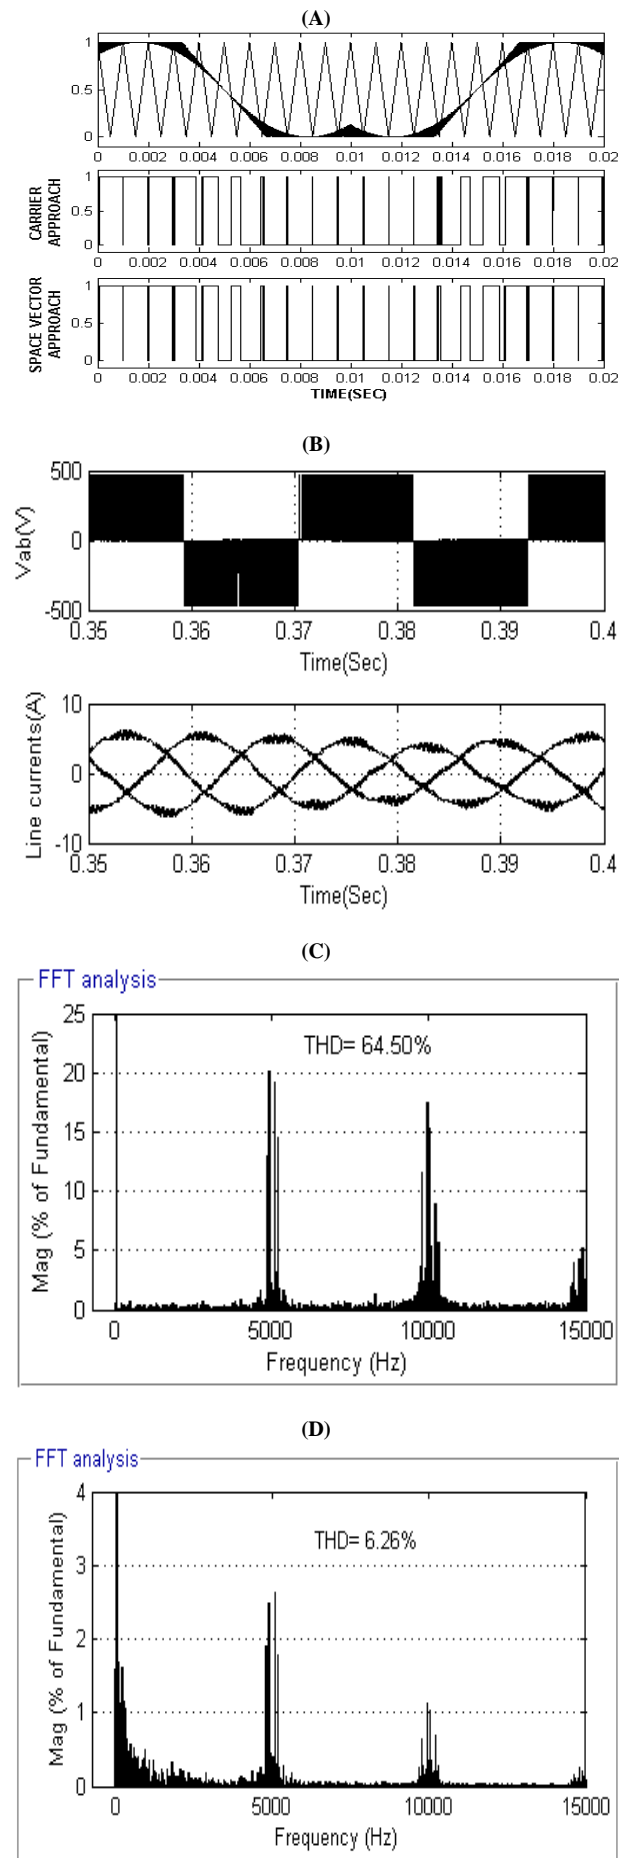 (A)
1
0.5
0
0 0.002 0.004 0.006 0.008 0.01 0.012 0.014 0.016 0.018 0.02
CARRIER
APPROACH
1
0.5
0
0 0.002 0.004 0.006 0.008 0.01 0.012 0.014 0.016 0.018 0.02
SPACE VECTOR
APPROACH
1
0.5
0
0 0.002 0.004 0.006 0.008 0.01 0.012 0.014 0.016 0.018 0.02
TIME(SEC)
(B)
Vab(V)
500
0
-500
0.35 0.36 0.37 0.38 0.39 0.4
Time(Sec)
Line currents(A)
10
0
-10
0.35 0.36 0.37 0.38 0.39 0.4
Time(Sec)
(C)
FFT analysis
Mag (% of Fundamental)
25
THD= 64.50%
20
15
10
5
0
0 5000 10000 15000
Frequency (Hz)
(D)
FFT analysis
Mag (% of Fundamental)
4
THD= 6.26%
3
2
1
0
0 5000 10000 15000
Frequency (Hz)